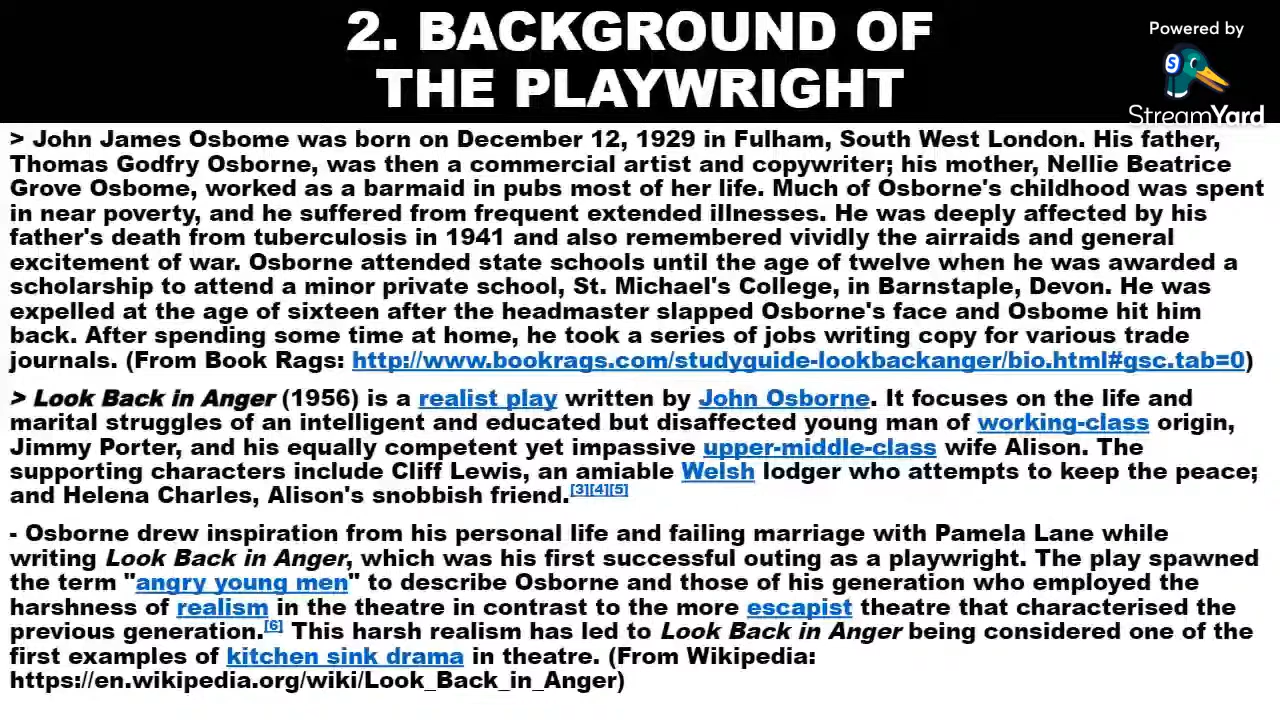 2. BACKGROUND OF
THE PLAYWRIGHT
Powered by
StreamYard
> John James Osbome was born on December 12, 1929 in Fulham, South West London. His father,
Thomas Godfry Osborne, was then a commercial artist and copywriter; his mother, Nellie Beatrice
Grove Osbome, worked as a barmaid in pubs most of her life. Much of Osborne's childhood was spent
in near poverty, and he suffered from frequent extended illnesses. He was deeply affected by his
father's death from tuberculosis in 1941 and also remembered vividly the airraids and general
excitement of war. Osborne attended state schools until the age of twelve when he was awarded a
scholarship to attend a minor private school, St. Michael's College, in Barnstaple, Devon. He was
expelled at the age of sixteen after the headmaster slapped Osborne's face and Osbome hit him
back. After spending some time at home, he took a series of jobs writing copy for various trade
journals. (From Book Rags: http://www.bookrags.com/studyguide-lookbackanger/bio.html#gsc.tab=0)
> Look Back in Anger (1956) is a realist play written by John Osborne. It focuses on the life and
marital struggles of an intelligent and educated but disaffected young man of working-class origin,
Jimmy Porter, and his equally competent yet impassive upper-middle-class wife Alison. The
supporting characters include Cliff Lewis, an amiable Welsh lodger who attempts to keep the peace;
and Helena Charles, Alison's snobbish friend.[3][4][5]
- Osborne drew inspiration from his personal life and failing marriage with Pamela Lane while
writing Look Back in Anger, which was his first successful outing as a playwright. The play spawned
the term "angry young men" to describe Osborne and those of his generation who employed the
harshness of realism in the theatre in contrast to the more escapist theatre that characterised the
previous generation.[6] This harsh realism has led to Look Back in Anger being considered one of the
first examples of kitchen sink drama in theatre. (From Wikipedia:
https://en.wikipedia.org/wiki/Look_Back_in_Anger)